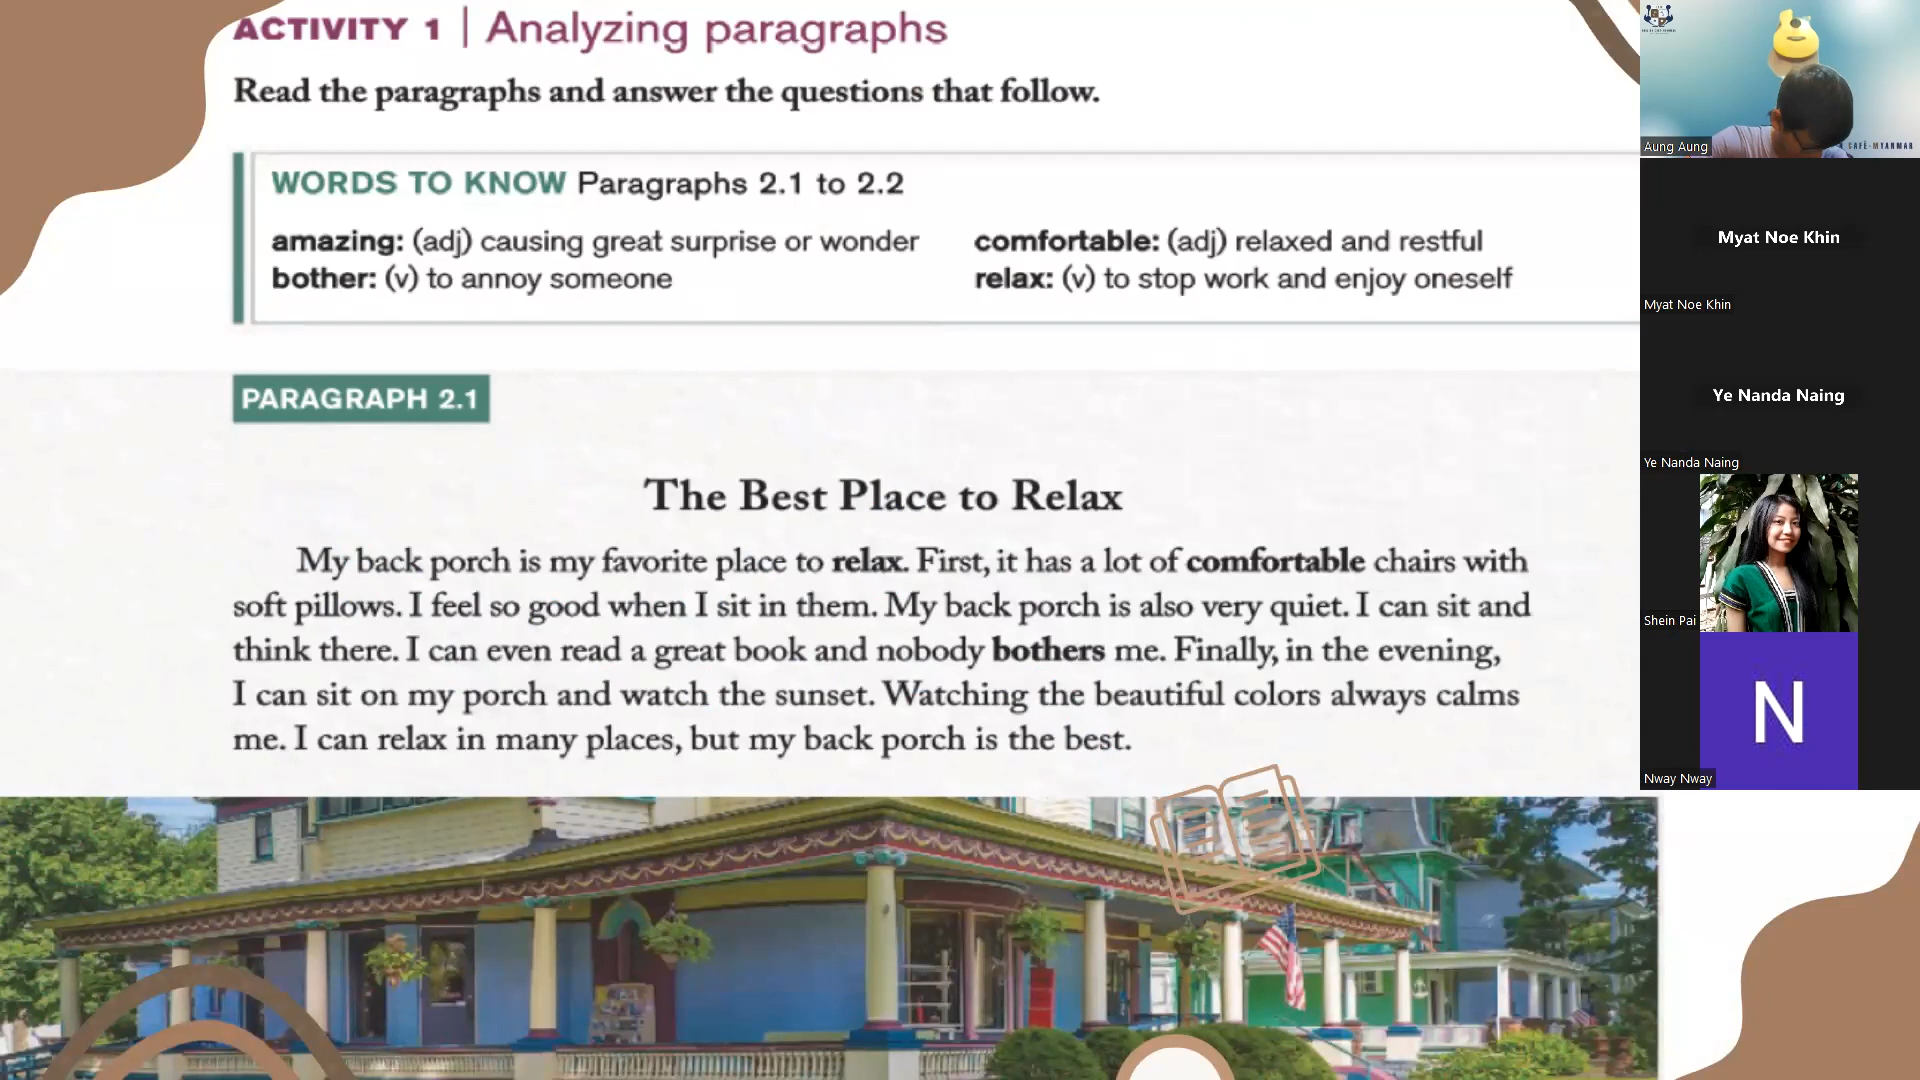 ACTIVITY 1 | Analyzing paragraphs
Read the paragraphs and answer the questions that follow.
WORDS TO KNOW Paragraphs 2.1 to 2.2
amazing: (adj) causing great surprise or wonder
bother: (v) to annoy someone
comfortable: (adj) relaxed and restful
relax: (v) to stop work and enjoy oneself
PARAGRAPH 2.1
The Best Place to Relax
My back porch is my favorite place to relax. First, it has a lot of comfortable chairs with
soft pillows. I feel so good when I sit in them. My back porch is also very quiet. I can sit and
think there. I can even read a great book and nobody bothers me. Finally, in the evening,
I can sit on my porch and watch the sunset. Watching the beautiful colors always calms
me. I can relax in many places, but my back porch is the best.
CAFÉ-MYANMAR
Aung Aung
Myat Noe Khin
Myat Noe Khin
Ye Nanda Naing
Ye Nanda Naing
Shein Pai
N
Nway Nway